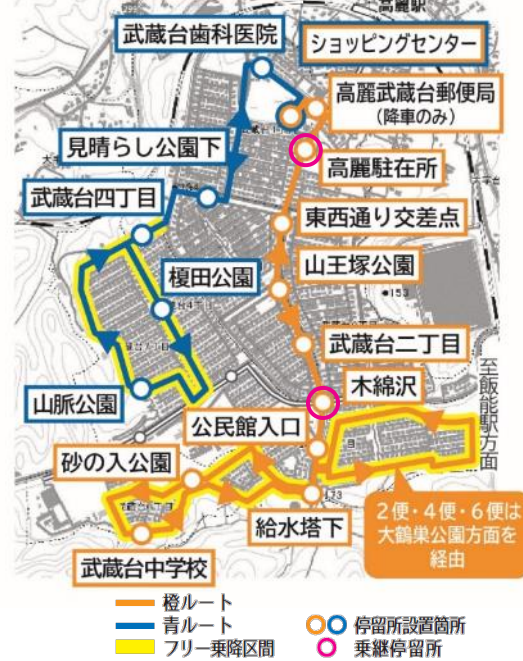 高麗駅
武蔵台歯科医院
ショッピングセンター
高麗武蔵台郵便局
(降車のみ)
見晴らし公園下
高麗駐在所
武蔵台四丁目
東西通り交差点
榎田公園
山王塚公園
・153
武蔵台二丁目
山脈公園
木綿沢
至飯能駅方面
公民館入口
砂の入公園
173
給水塔下
2便・4便・6便は
大鶴巣公園方面を
経由
武蔵台中学校
橙ルート
青ルート
停留所設置箇所
フリー乗降区間
乗継停留所